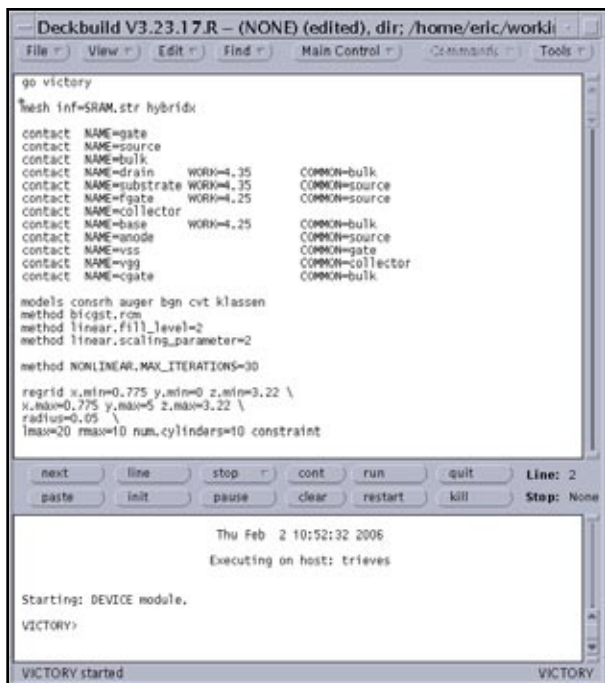 Deckbuild V3.23.17.R – (NONE) (edited), dir; /home/eric/worki
File View Edit Find Main Control Commands Tools
go victory
mesh inf=SRAM.str hybridx
contact NAME=gate
contact NAME=source
contact NAME=bulk
contact NAME=drain WORK=4.35 COMMON=bulk
contact NAME=substrate WORK=4.35 COMMON=source
contact NAME=fgate WORK=4.25 COMMON=source
contact NAME=collector
contact NAME=base WORK=4.25 COMMON=bulk
contact NAME=anode COMMON=source
contact NAME=vss COMMON=gate
contact NAME=vgg COMMON=collector
contact NAME=cgate COMMON=bulk
models consrh auger bgn cvt klassen
method bicgst.rcm
method linear.fill_level=2
method linear.scaling_parameter=2
method NONLINEAR.MAX_ITERATIONS=30
regrid x.min=0.775 y.min=0 z.min=3.22 \
x.max=0.775 y.max=5 z.max=3.22 \
radius=0.05 \
lmax=20 rmax=10 num.cylinders=10 constraint
next line stop cont run quit Line: 2
paste init pause clear restart kill Stop: None
Thu Feb 2 10:52:32 2006
Executing on host: trieves
Starting: DEVICE module.
VICTORY>
VICTORY started VICTORY